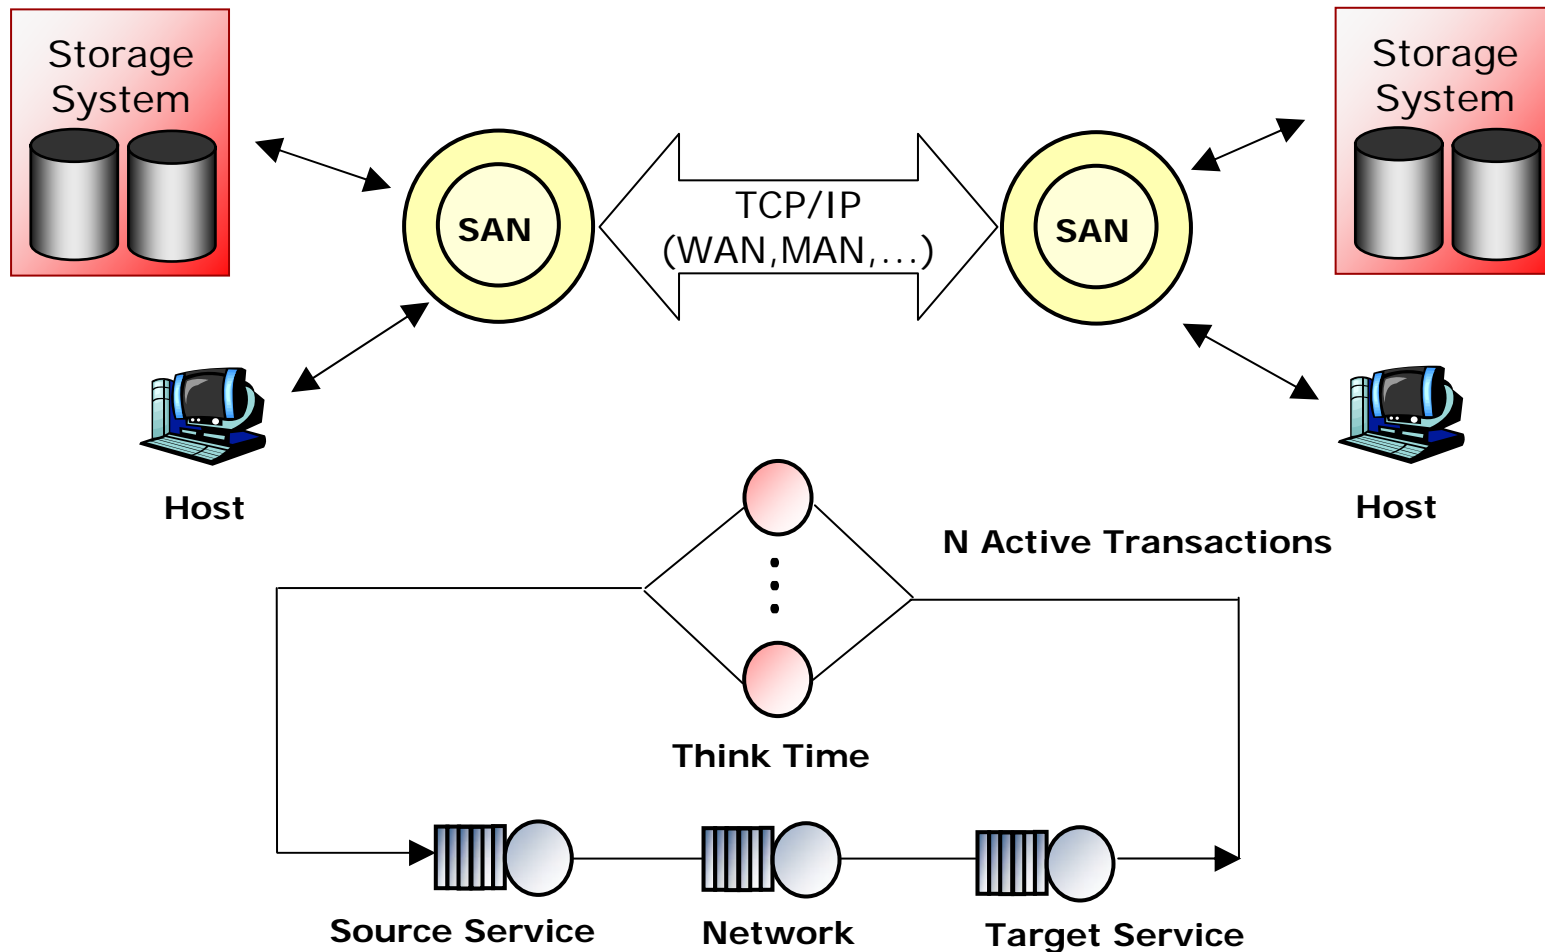 Storage
System
Storage
System
SAN
TCP/IP
(WAN,MAN,...)
SAN
Host
Host
N Active Transactions
Think Time
Source Service
Network
Target Service